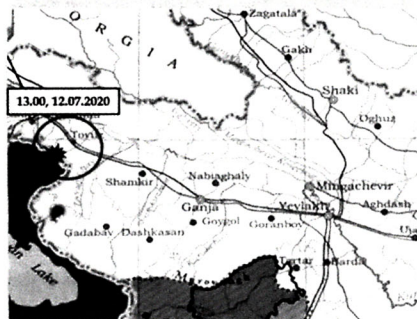 Zagatala
ORGIA
Gakh
Shaki
13.00, 12.07.2020
Oghuz
Tovuz
Shamkir
Nabiaghaly
Mingachevir
Ganja
Yevlakh
Aghdash
Gadabay
Dashkasan
Goygol
Goranboy
Tartar
Barda
Lake